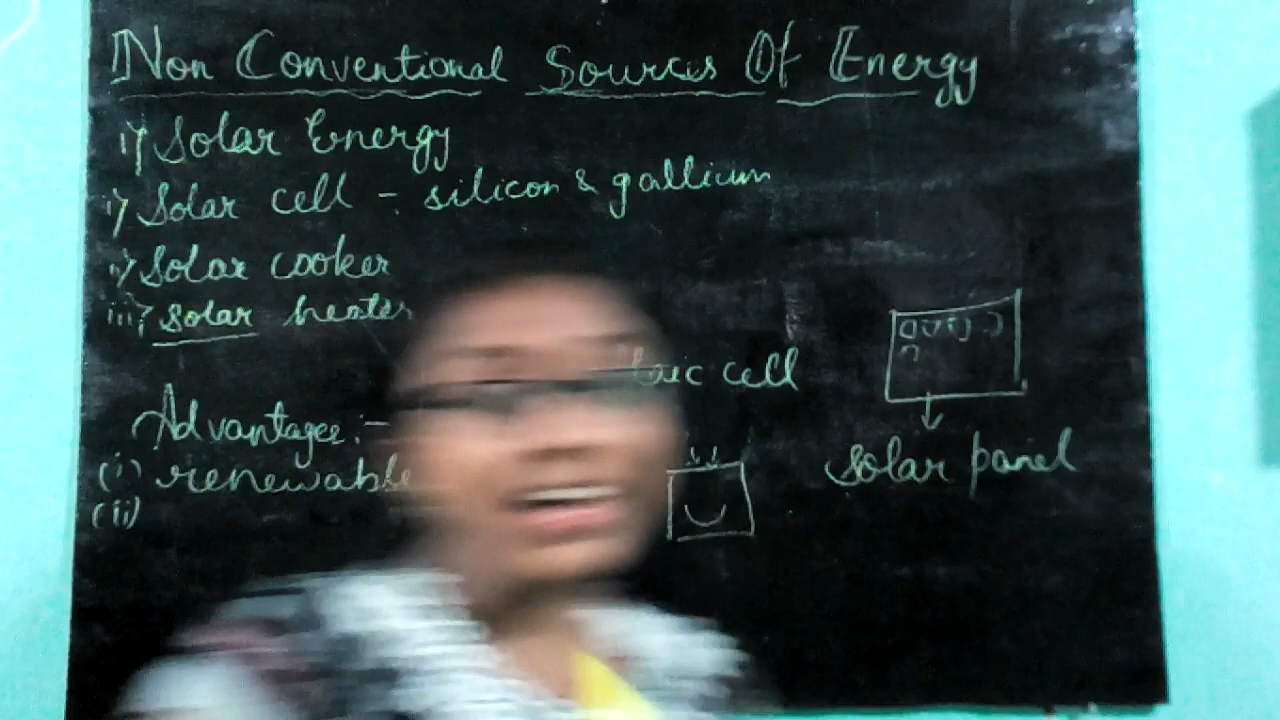 Non Conventional Sources Of Energy
i) Solar Energy
i) Solar cell -: silicon & gallium
ii) Solar cooker
iii) solar heater
cell
Advantages :-
(i) renewable
(ii)
solar panel